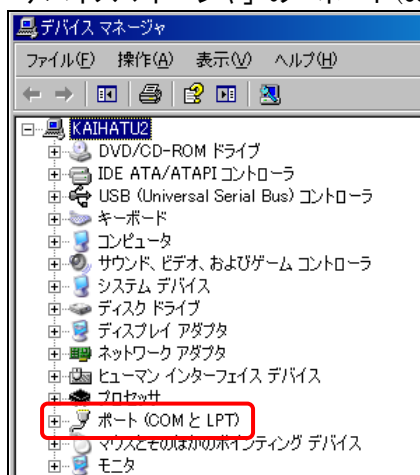 デバイス マネージャ
ファイル(F) 操作(A) 表示(V) ヘルプ(H)
KAIHATU2
DVD/CD-ROM ドライブ
IDE ATA/ATAPI コントローラ
USB (Universal Serial Bus) コントローラ
キーボード
コンピュータ
サウンド、ビデオ、およびゲーム コントローラ
システム デバイス
ディスク ドライブ
ディスプレイ アダプタ
ネットワーク アダプタ
ヒューマン インターフェイス デバイス
プロセッサ
ポート (COM と LPT)
マウスとそのほかのポインティング デバイス
モニタ